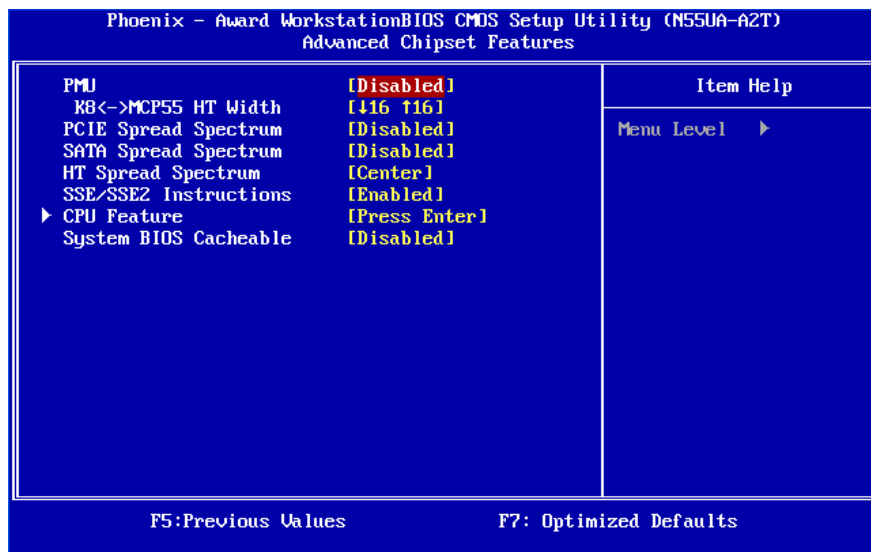 Phoenix - Award WorkstationBIOS CMOS Setup Utility (N55UA-A2T)
Advanced Chipset Features
PMU [Disabled]
K8<->MCP55 HT Width [↓16 ↑16]
PCIE Spread Spectrum [Disabled]
SATA Spread Spectrum [Disabled]
HT Spread Spectrum [Center]
SSE/SSE2 Instructions [Enabled]
CPU Feature [Press Enter]
System BIOS Cacheable [Disabled]
Item Help
Menu Level
F5:Previous Values F7: Optimized Defaults